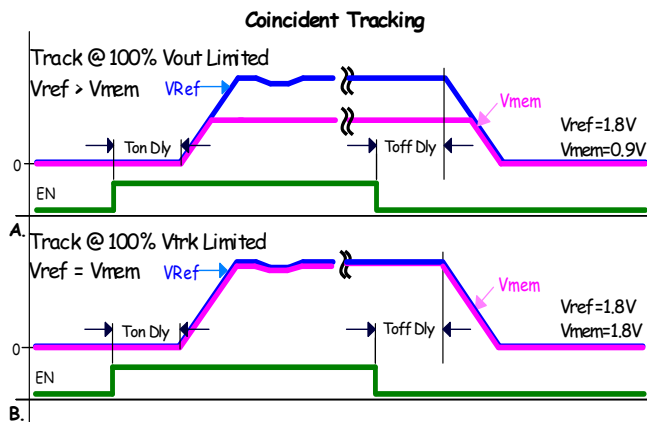 Coincident Tracking
Track @ 100% Vout Limited
Vref > Vmem
VRef
Vmem
Vref=1.8V
Vmem=0.9V
Ton Dly
Toff Dly
0
EN
A.
Track @ 100% Vtrk Limited
Vref = Vmem
VRef
Vmem
Vref=1.8V
Vmem=1.8V
Ton Dly
Toff Dly
0
EN
B.